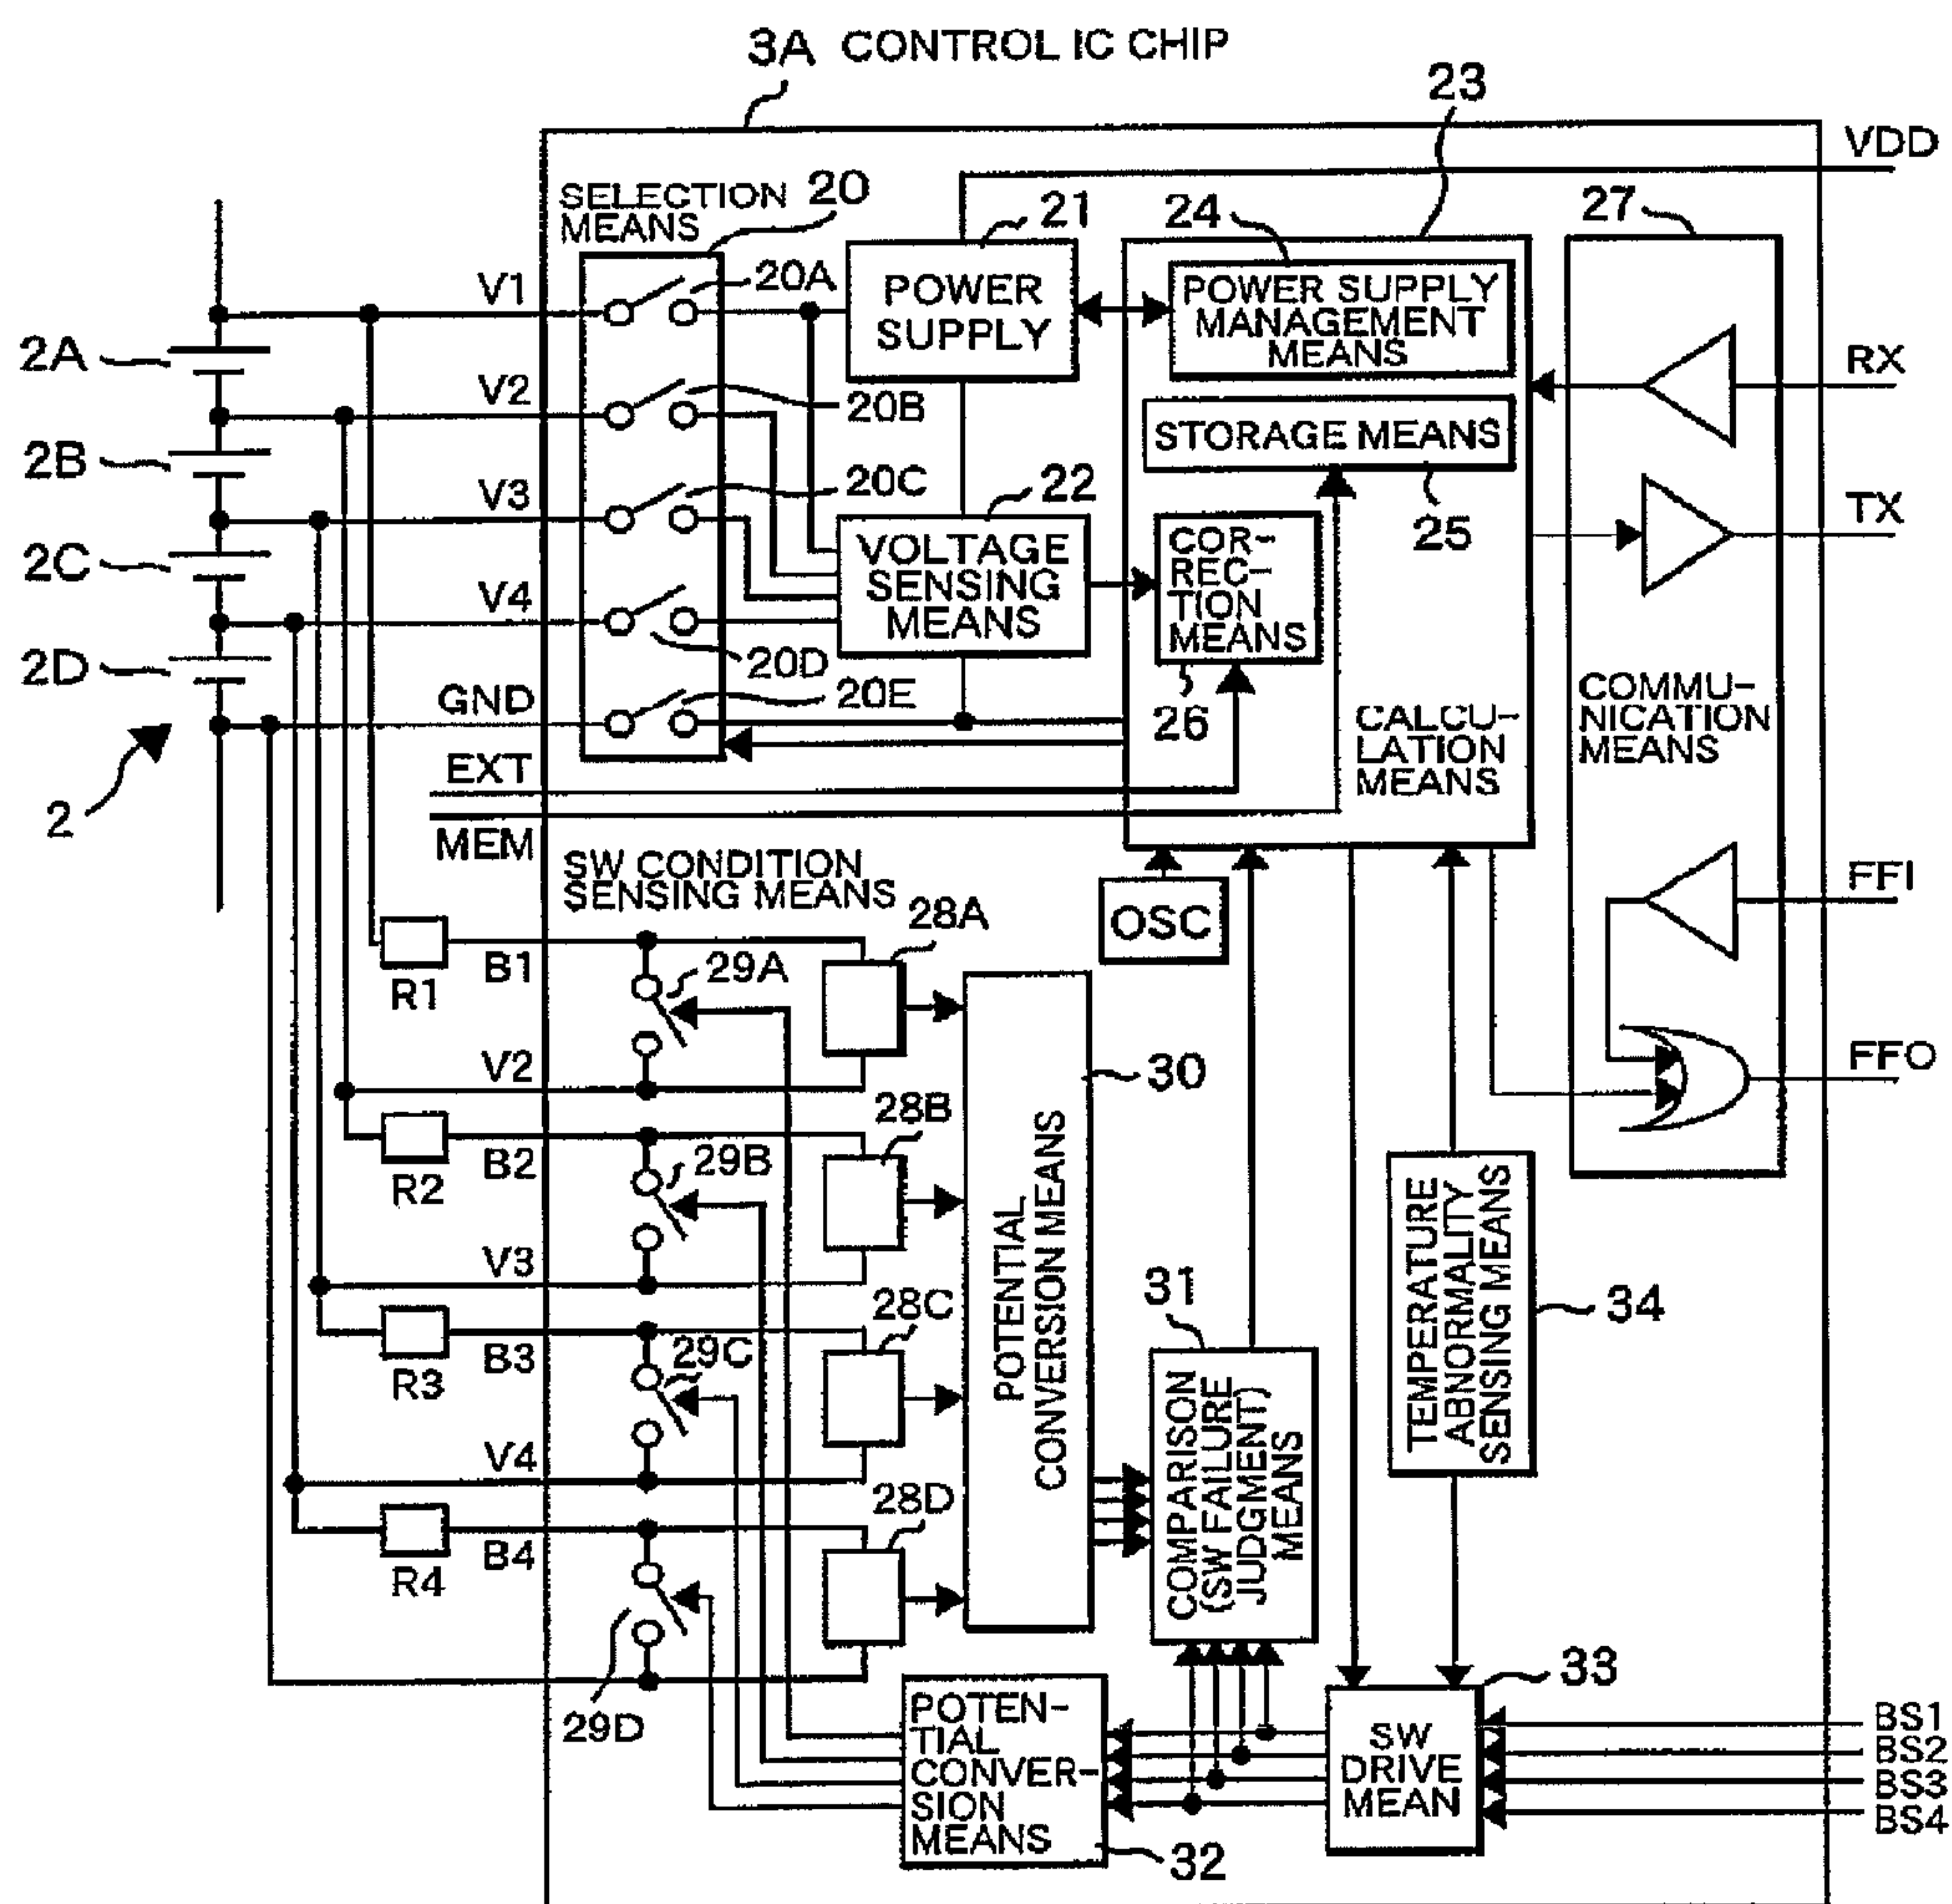 3A CONTROL IC CHIP
23
VDD
SELECTION
MEANS
20
21
24
27
V1
20A
POWER
SUPPLY
POWER SUPPLY
MANAGEMENT
MEANS
2A
V2
20B
RX
STORAGE MEANS
2B
V3
20C
22
25
TX
2C
VOLTAGE
SENSING
MEANS
COR-
REC-
TION
MEANS
V4
20D
2D
GND
20E
26
CALCU-
LATION
MEANS
COMMU-
NICATION
MEANS
2
EXT
MEM
SW CONDITION
SENSING MEANS
OSC
FFI
28A
R1
B1
29A
V2
30
FFO
28B
R2
B2
29B
POTENTIAL
CONVERSION MEANS
TEMPERATURE
ABNORMALITY
SENSING MEANS
V3
28C
31
34
R3
B3
29C
COMPARISON
(SW FAILURE
JUDGMENT)
MEANS
V4
28D
R4
B4
29D
33
POTEN-
TIAL
CONVER-
SION
MEANS
32
SW
DRIVE
MEAN
BS1
BS2
BS3
BS4